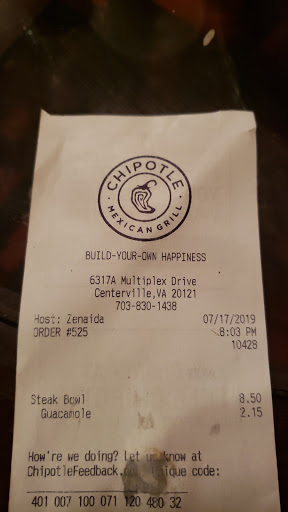 CHIPOTLE
MEXICAN GRILL
BUILD-YOUR-OWN HAPPINESS
6317A Multiplex Drive
Centerville,VA 20121
703-830-1438
Host: Zenaida 07/17/2019
ORDER #525 8:03 PM
10428
Steak Bowl 8.50
Guacamole 2.15
How're we doing? Let us know at
ChipotleFeedback. code:
401 007 100 071 120 480 32